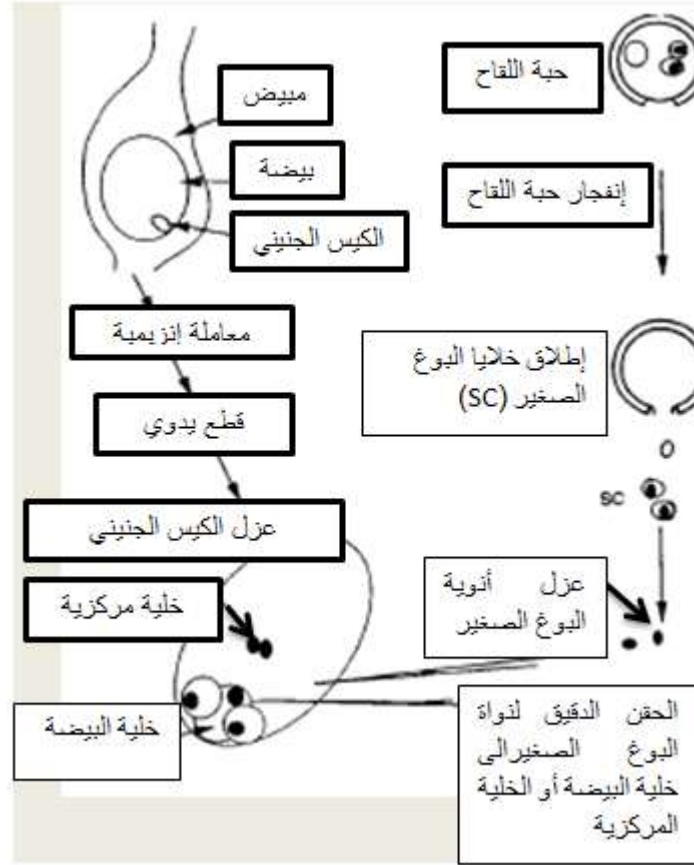 حبة اللقاح
إنفجار حبة اللقاح
إطلاق خلايا البوغ
الصغير (SC)
SC
عزل أنوية
البوغ الصغير
الحقن الدقيق لنواة
البوغ الصغيرالى
خلية البيضة أو الخلية
المركزية
مبيض
بيضة
الكيس الجنيني
معاملة إنزيمية
قطع يدوي
عزل الكيس الجنيني
خلية مركزية
خلية البيضة